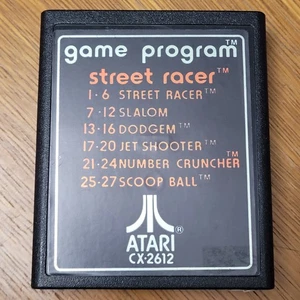 game program™
street racer™
1-6 STREET RACER™
7-12 SLALOM
13-16 DODGEM™
17-20 JET SHOOTER™
21-24 NUMBER CRUNCHER™
25-27 SCOOP BALL™
®
ATARI
CX-2612